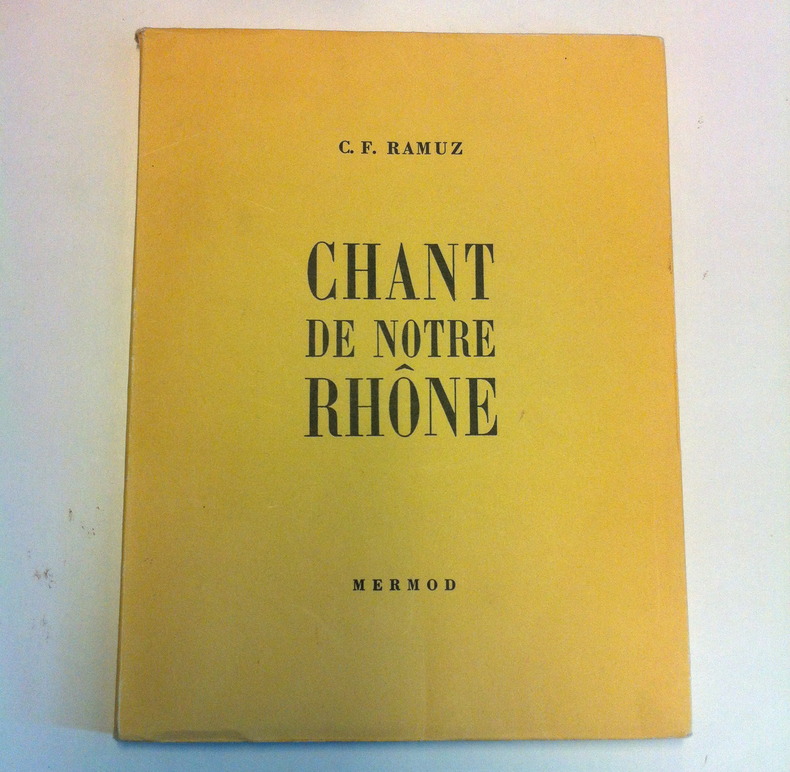 C. F. RAMUZ
CHANT
DE NOTRE
RHÔNE
MERMOD